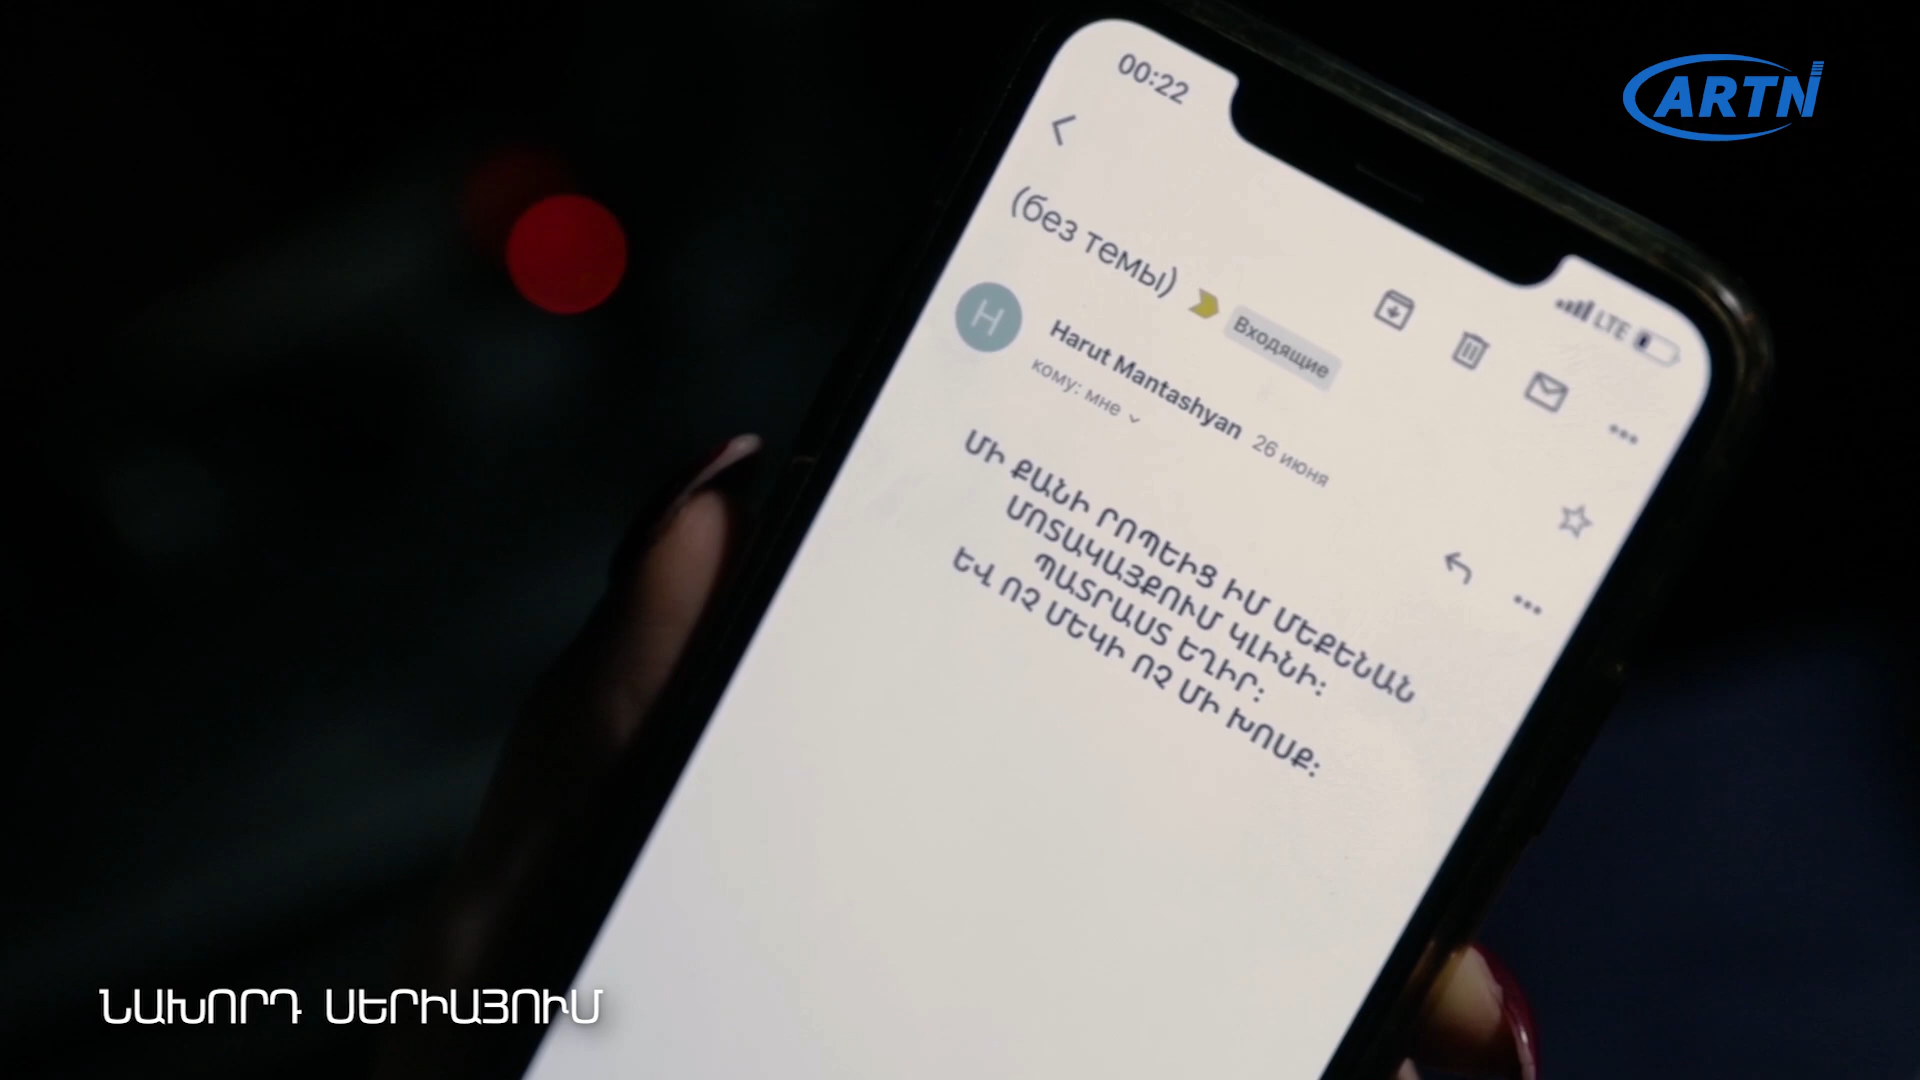 ARTN
00:22
LTE
(без темы)
Входящие
H
Harut Mantashyan 26 июня
кому: мне
ՄԻ ՔԱՆԻ ՐՈՊԵԻՑ ԻՄ ՄԵՔԵՆԱՆ
ՄՈՏԱԿԱՅՔՈՒՄ ԿԼԻՆԻ:
ՊԱՏՐԱՍՏ ԵՂԻՐ:
ԵՎ ՈՉ ՄԵԿԻ ՈՉ ՄԻ ԽՈՍՔ:
ՆԱԽՈՐԴ ՍԵՐԻԱՅՈՒՄ